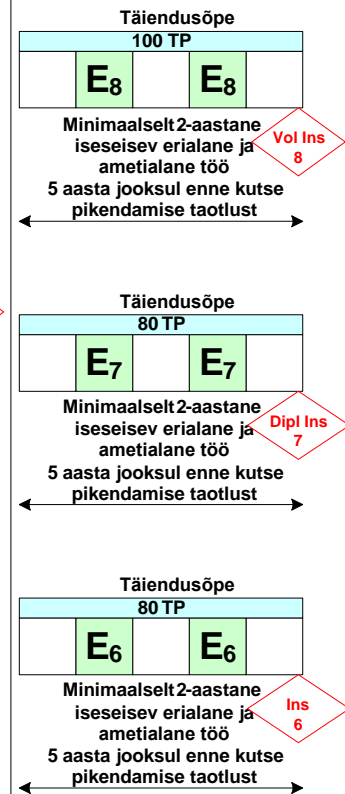 Täiendusõpe
100 TP
E8 E8
Minimaalselt 2-aastane
iseseisev erialane ja
ametialane töö
5 aasta jooksul enne kutse
pikendamise taotlust
Vol Ins
8
Täiendusõpe
80 TP
E7 E7
Minimaalselt 2-aastane
iseseisev erialane ja
ametialane töö
5 aasta jooksul enne kutse
pikendamise taotlust
Dipl Ins
7
Täiendusõpe
80 TP
E6 E6
Minimaalselt 2-aastane
iseseisev erialane ja
ametialane töö
5 aasta jooksul enne kutse
pikendamise taotlust
Ins
6